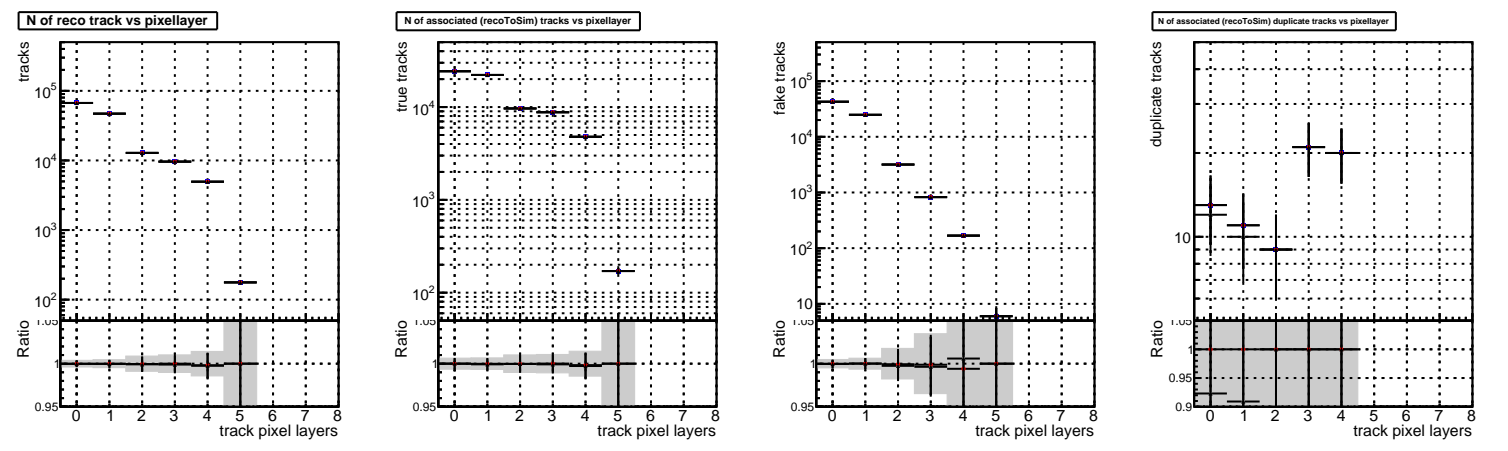 N of reco track vs pixellayer
tracks
10^5
10^4
10^3
10^2
Ratio
1.05
1
0.95
0 1 2 3 4 5 6 7 8
track pixel layers
N of associated (recoToSim) tracks vs pixellayer
true tracks
10^4
10^3
10^2
Ratio
1.05
1
0.95
0 1 2 3 4 5 6 7 8
track pixel layers
fake tracks
10^5
10^4
10^3
10^2
10
Ratio
1.05
1
0.95
0 1 2 3 4 5 6 7 8
track pixel layers
N of associated (recoToSim) duplicate tracks vs pixellayer
duplicate tracks
10
Ratio
1.05
1
0.95
0.9
0 1 2 3 4 5 6 7 8
track pixel layers